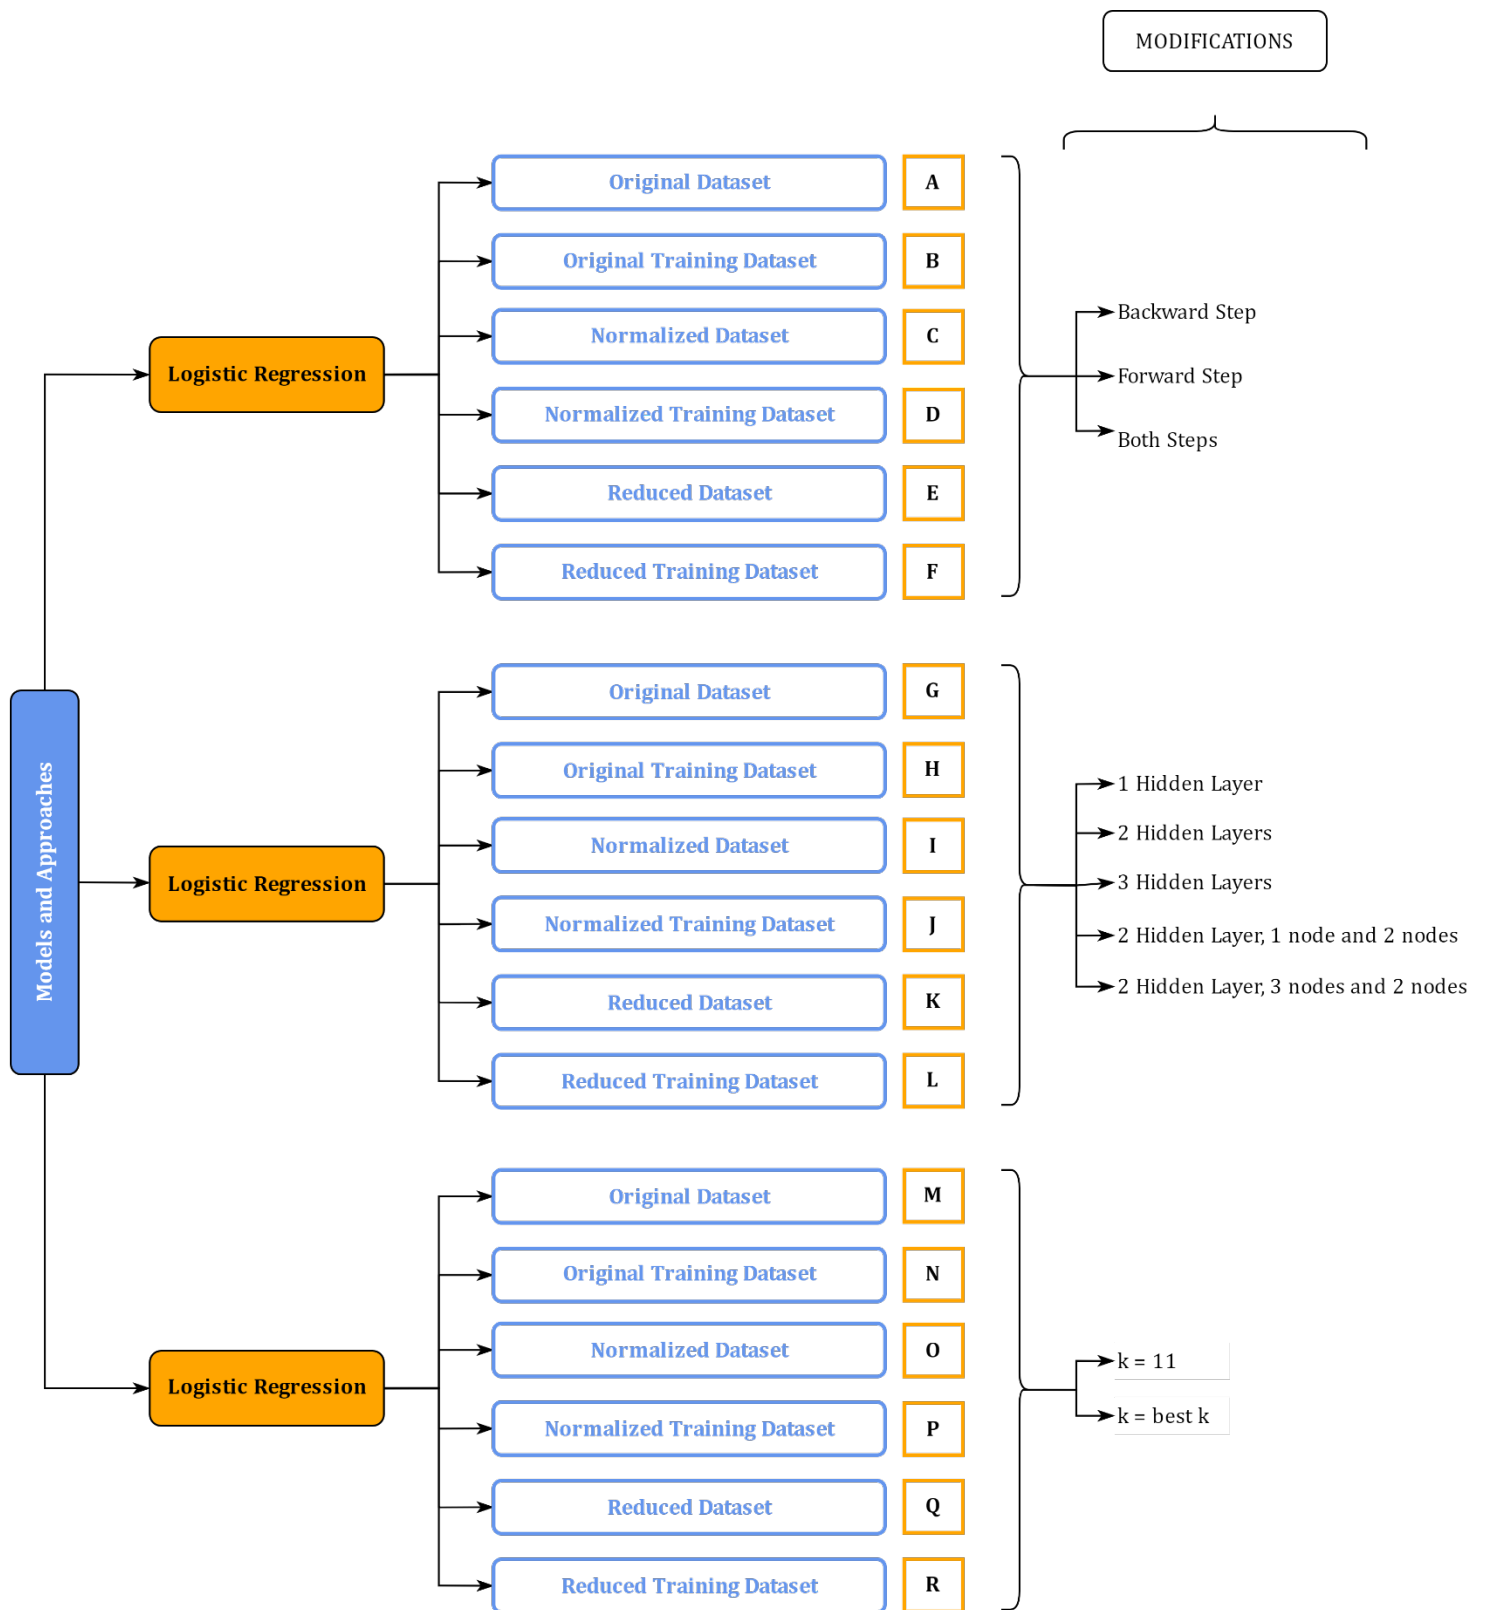 MODIFICATIONS
Original Dataset
A
Original Training Dataset
B
Normalized Dataset
C
Logistic Regression
Normalized Training Dataset
D
Reduced Dataset
E
Reduced Training Dataset
F
Backward Step
Forward Step
Both Steps
Models and Approaches
Original Dataset
G
Original Training Dataset
H
Normalized Dataset
I
Logistic Regression
Normalized Training Dataset
J
Reduced Dataset
K
Reduced Training Dataset
L
1 Hidden Layer
2 Hidden Layers
3 Hidden Layers
2 Hidden Layer, 1 node and 2 nodes
2 Hidden Layer, 3 nodes and 2 nodes
Original Dataset
M
Original Training Dataset
N
Normalized Dataset
O
Logistic Regression
Normalized Training Dataset
P
Reduced Dataset
Q
Reduced Training Dataset
R
k = 11
k = best k